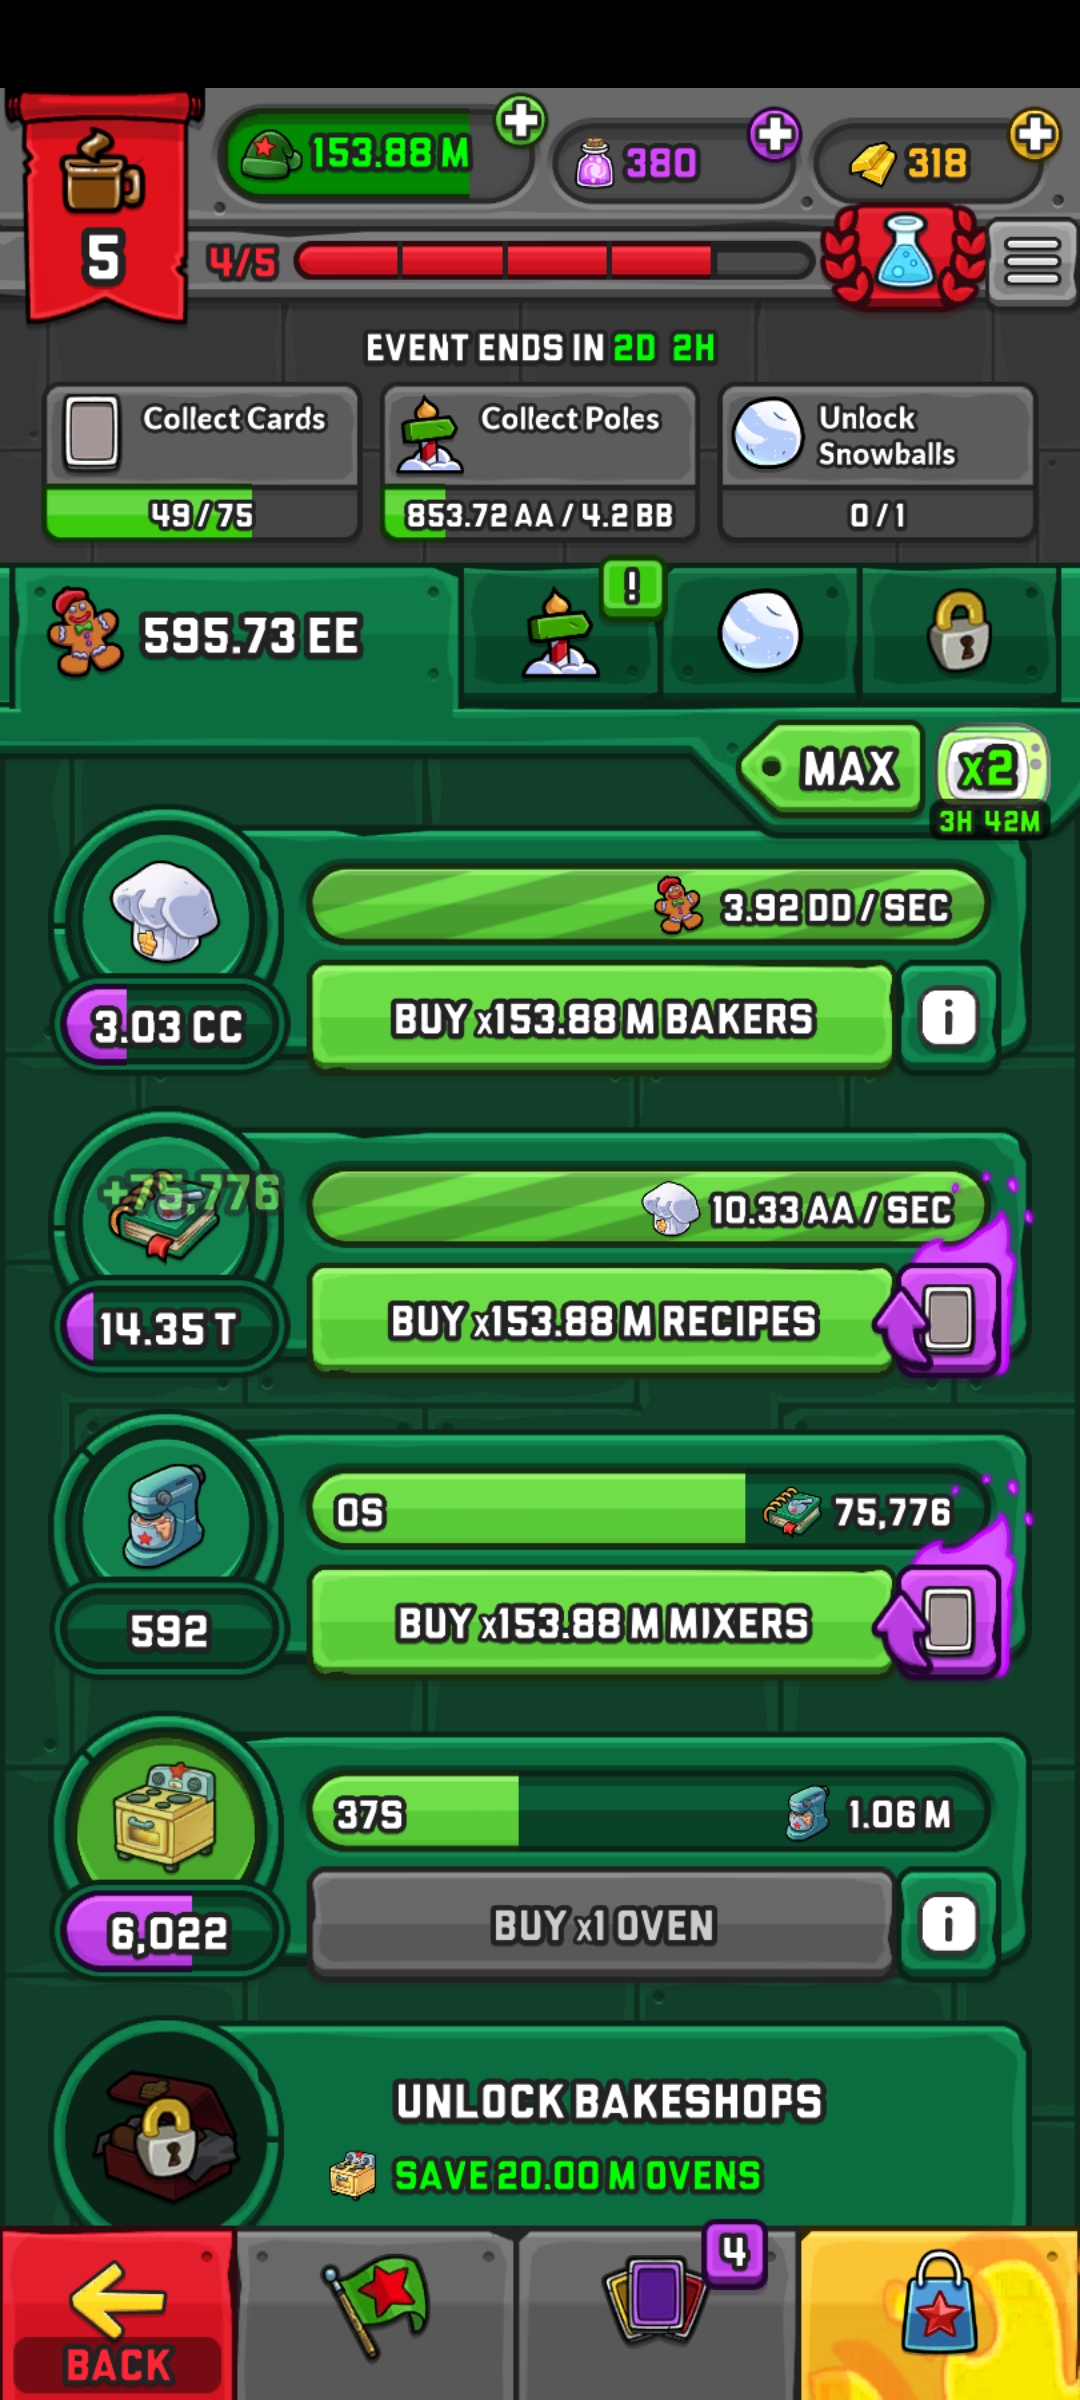 153.88 M
380
318
5
4/5
EVENT ENDS IN 2D 2H
Collect Cards
49/75
Collect Poles
853.72 AA / 4.2 BB
Unlock
Snowballs
0/1
595.73 EE
!
MAX
x2
3H 42M
3.92 DD / SEC
3.03 CC
BUY x153.88 M BAKERS
i
+75,776
10.33 AA / SEC
14.35 T
BUY x153.88 M RECIPES
0S
75,776
592
BUY x153.88 M MIXERS
37S
1.06 M
6,022
BUY x1 OVEN
i
UNLOCK BAKESHOPS
SAVE 20.00 M OVENS
4
BACK